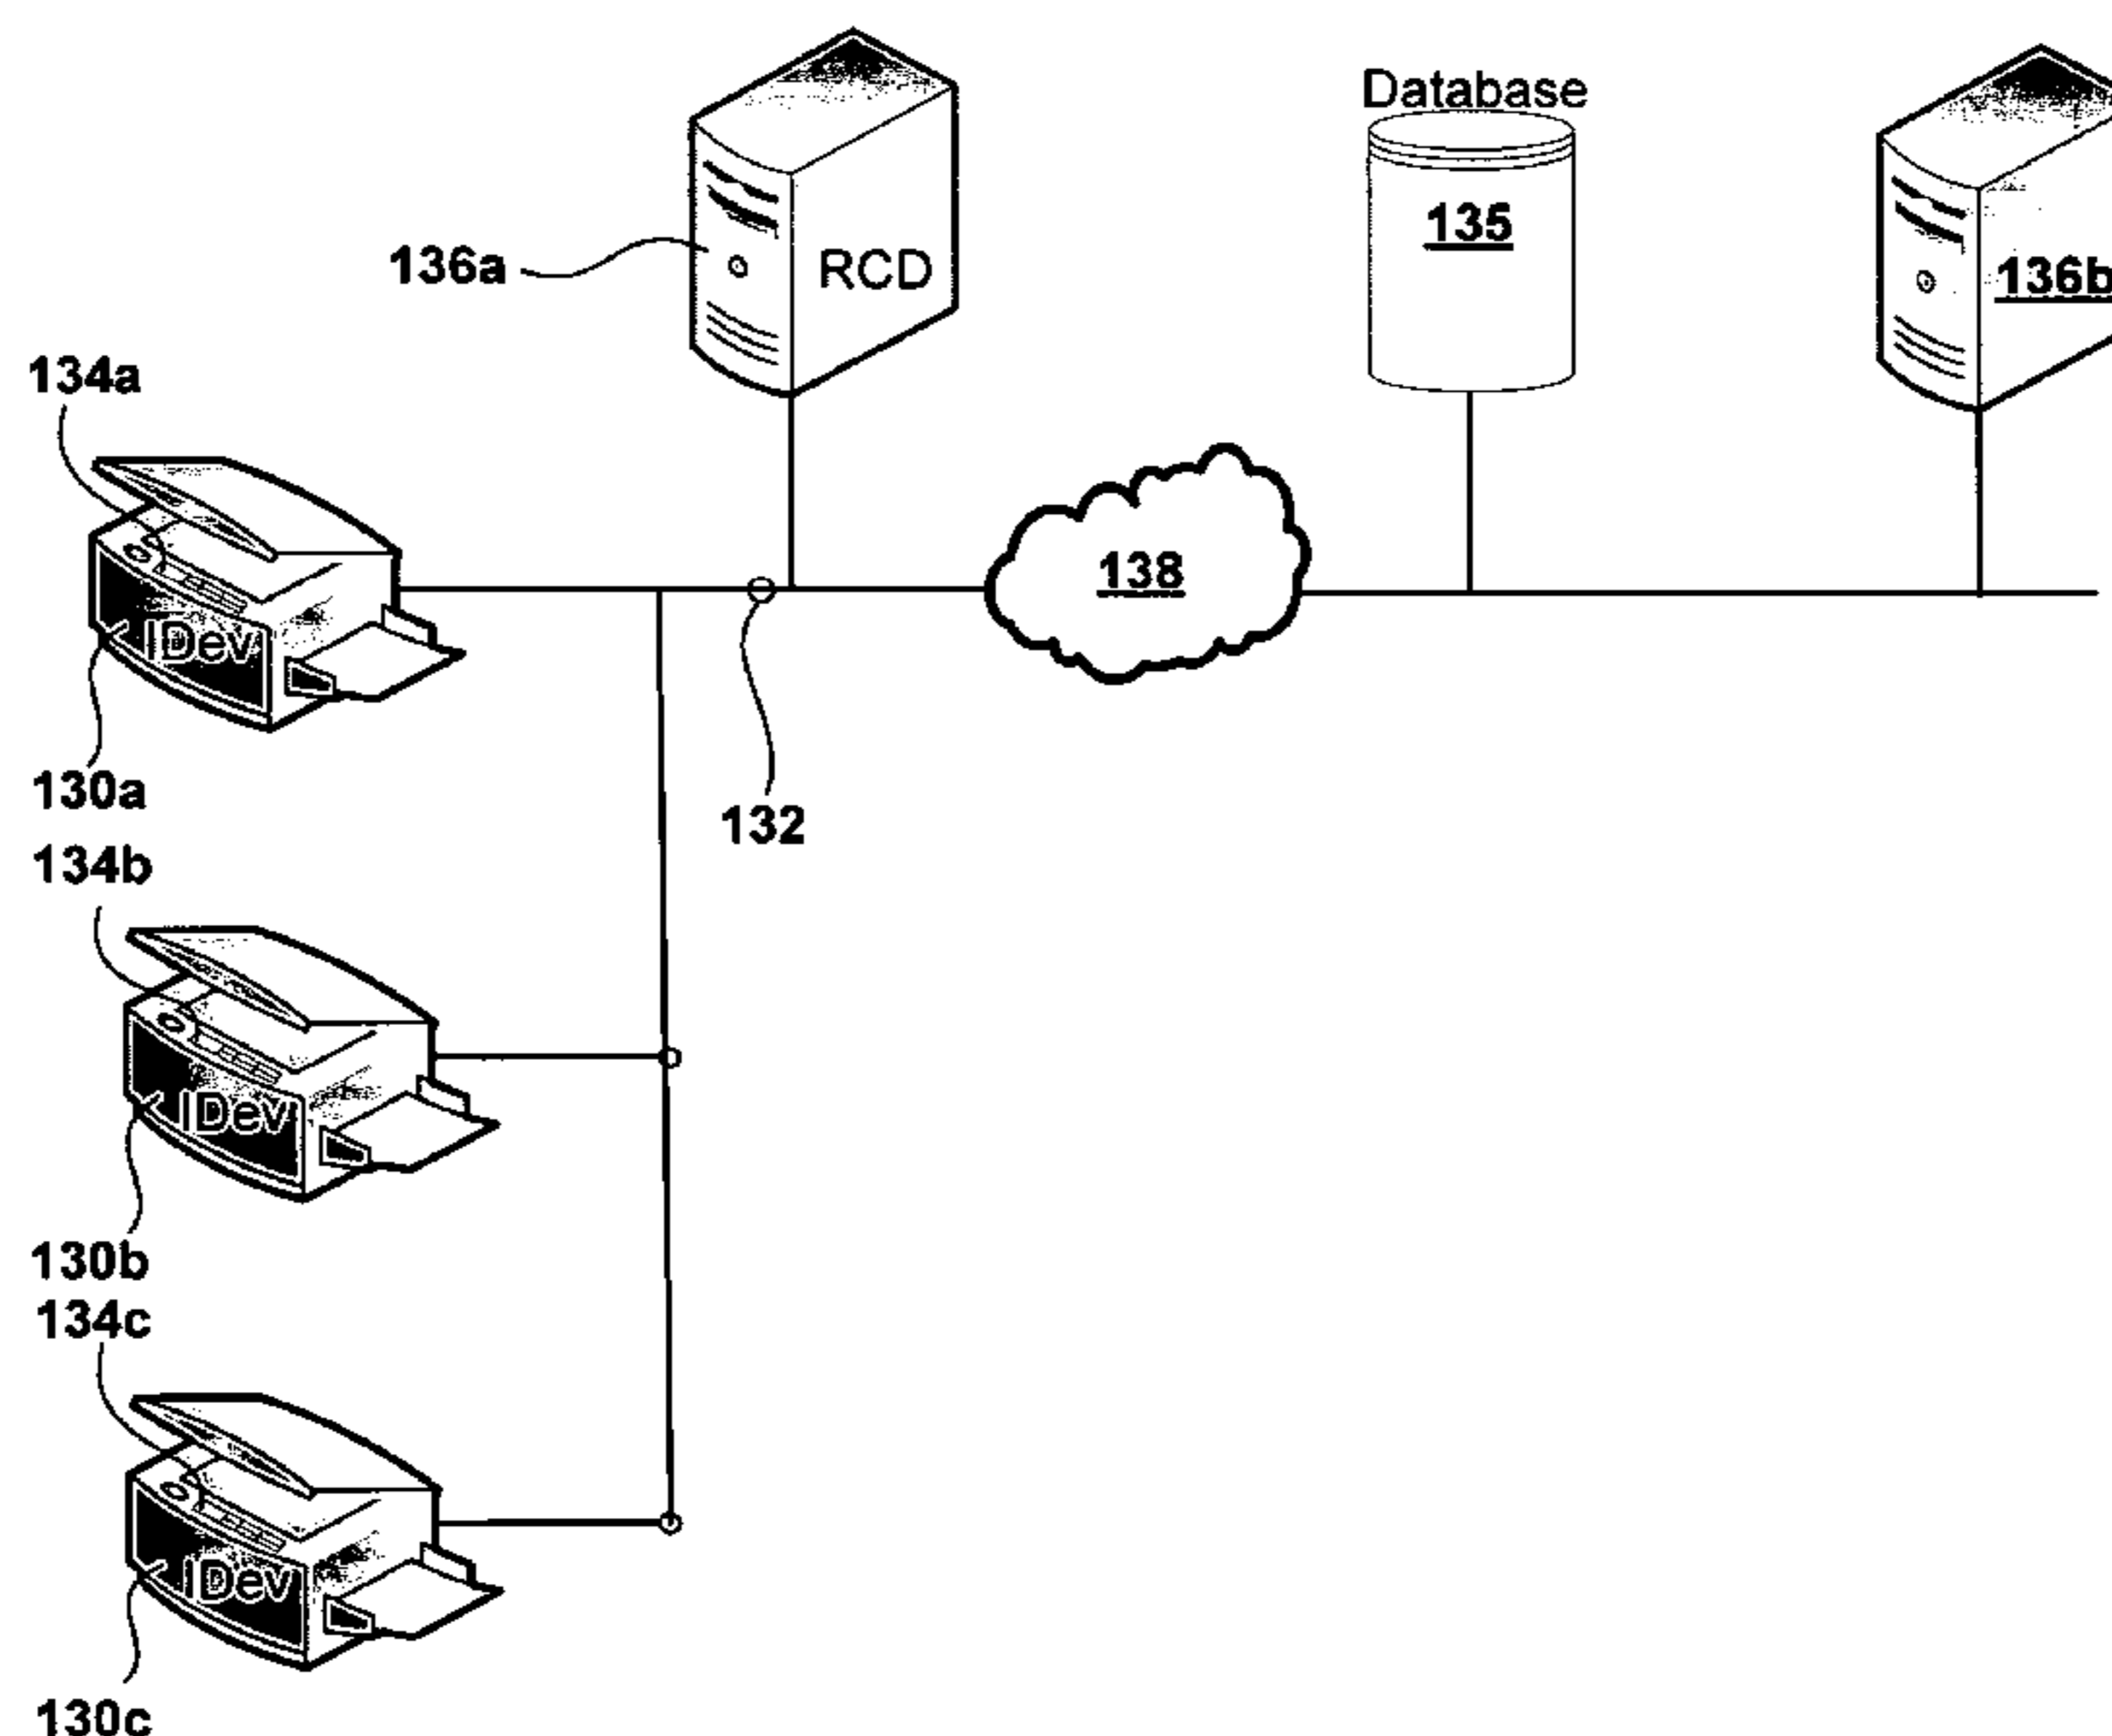 Database
135
136b
136a
RCD
134a
138
IDev
130a
132
134b
IDev
130b
134c
IDev
130c